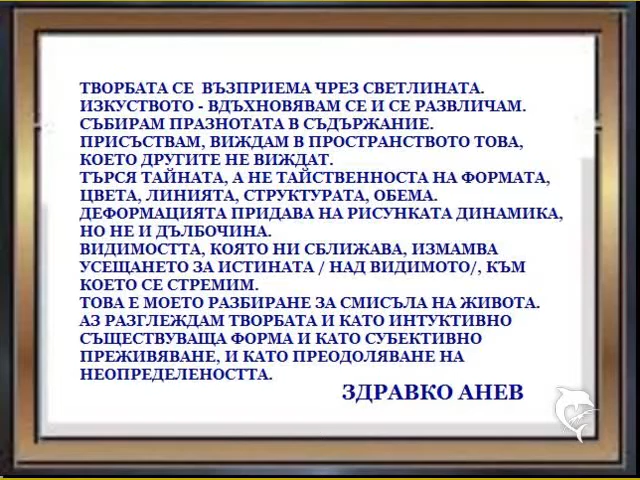 ТВОРБАТА СЕ ВЪЗПРИЕМА ЧРЕЗ СВЕТЛИНАТА.
ИЗКУСТВОТО - ВДЪХНОВЯВАМ СЕ И СЕ РАЗВЛИЧАМ.
СЪБИРАМ ПРАЗНОТАТА В СЪДЪРЖАНИЕ.
ПРИСЪСТВАМ, ВИЖДАМ В ПРОСТРАНСТВОТО ТОВА,
КОЕТО ДРУГИТЕ НЕ ВИЖДАТ.
ТЪРСЯ ТАЙНАТА, А НЕ ТАЙСТВЕНОСТА НА ФОРМАТА,
ЦВЕТА, ЛИНИЯТА, СТРУКТУРАТА, ОБЕМА.
ДЕФОРМАЦИЯТА ПРИДАВА НА РИСУНКАТА ДИНАМИКА,
НО НЕ И ДЪЛБОЧИНА.
ВИДИМОСТТА, КОЯТО НИ СБЛИЖАВА, ИЗМАМВА
УСЕЩАНЕТО ЗА ИСТИНАТА / НАД ВИДИМОТО/, КЪМ
КОЕТО СЕ СТРЕМИМ.
ТОВА Е МОЕТО РАЗБИРАНЕ ЗА СМИСЪЛА НА ЖИВОТА.
АЗ РАЗГЛЕЖДАМ ТВОРБАТА И КАТО ИНТУКТИВНО
СЪЩЕСТВУВАЩА ФОРМА И КАТО СУБЕКТИВНО
ПРЕЖИВЯВАНЕ, И КАТО ПРЕОДОЛЯВАНЕ НА
НЕОПРЕДЕЛЕНОСТТА.
ЗДРАВКО АНЕВ